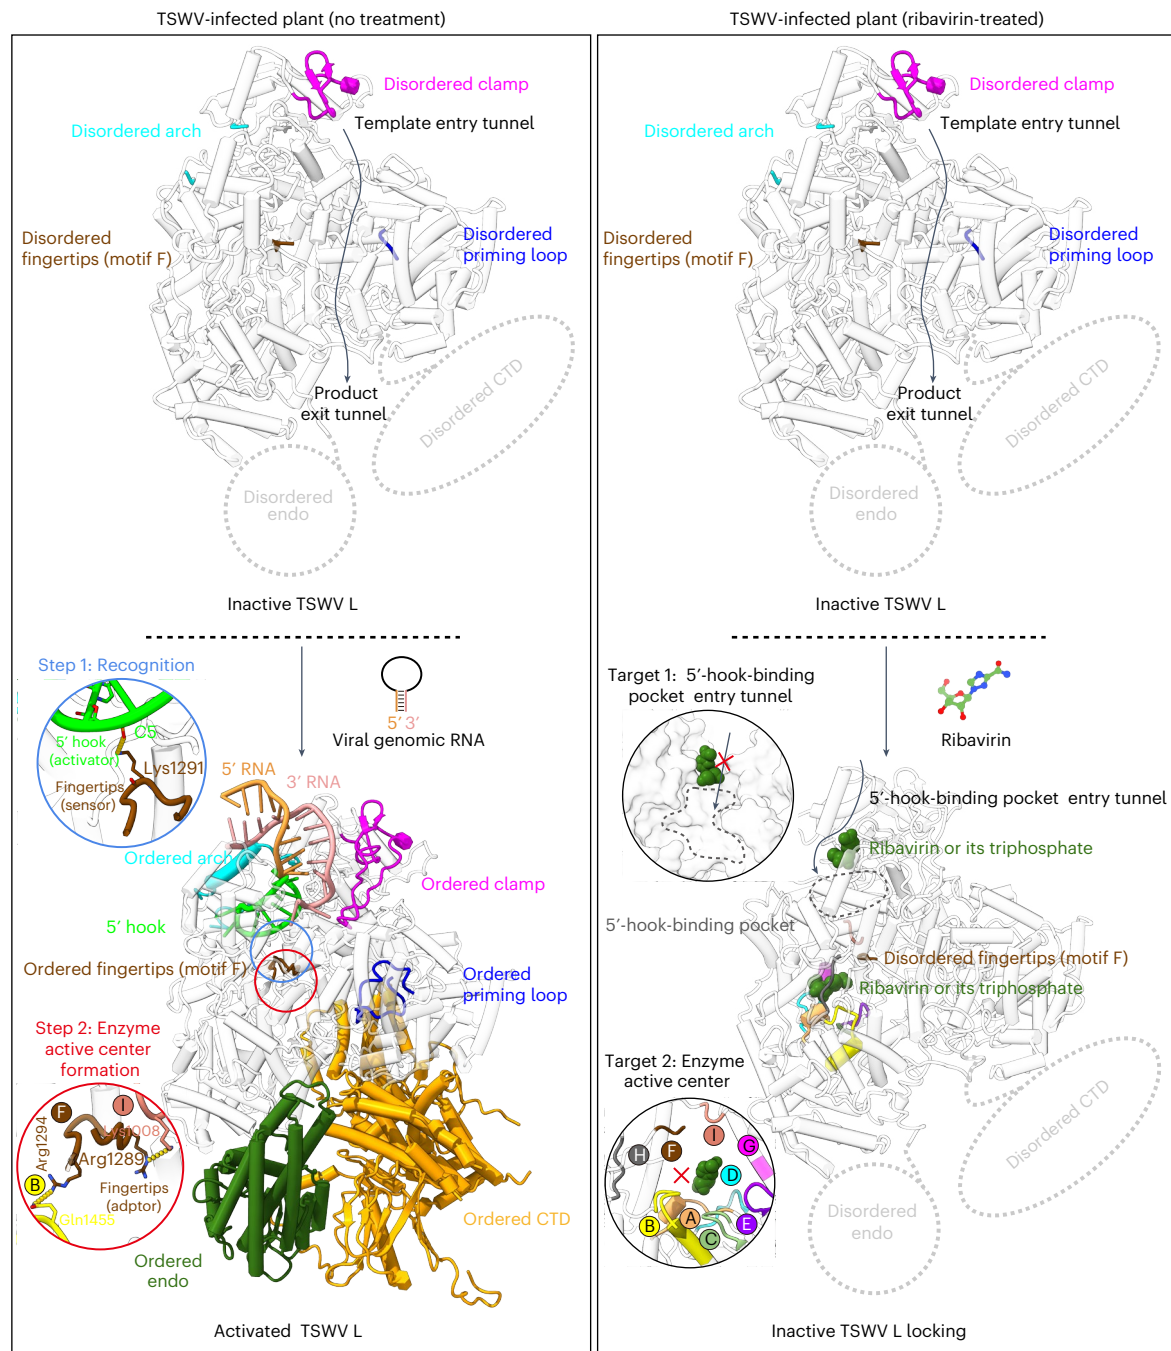 TSWV-infected plant (no treatment)
Disordered clamp
Disordered arch
Template entry tunnel
Disordered
fingertips (motif F)
Disordered
priming loop
Product
exit tunnel
Disordered CTD
Disordered
endo
Inactive TSWV L
Step 1: Recognition
C5
5′ hook
(activator)
Lys1291
Fingertips
(sensor)
5′ 3′
Viral genomic RNA
5′ RNA
3′ RNA
Ordered arch
Ordered clamp
5′ hook
Ordered fingertips (motif F)
Ordered
priming loop
Step 2: Enzyme
active center
formation
F
I
Lys1008
Arg1294
Arg1289
B
Fingertips
(adptor)
Gln1455
Ordered CTD
Ordered
endo
Activated TSWV L
TSWV-infected plant (ribavirin-treated)
Disordered clamp
Disordered arch
Template entry tunnel
Disordered
fingertips (motif F)
Disordered
priming loop
Product
exit tunnel
Disordered CTD
Disordered
endo
Inactive TSWV L
Target 1: 5′-hook-binding
pocket entry tunnel
Ribavirin
5′-hook-binding pocket entry tunnel
Ribavirin or its triphosphate
5′-hook-binding pocket
Disordered fingertips (motif F)
Ribavirin or its triphosphate
Target 2: Enzyme
active center
H
F
I
G
D
B
A
C
E
Disordered CTD
Disordered
endo
Inactive TSWV L locking